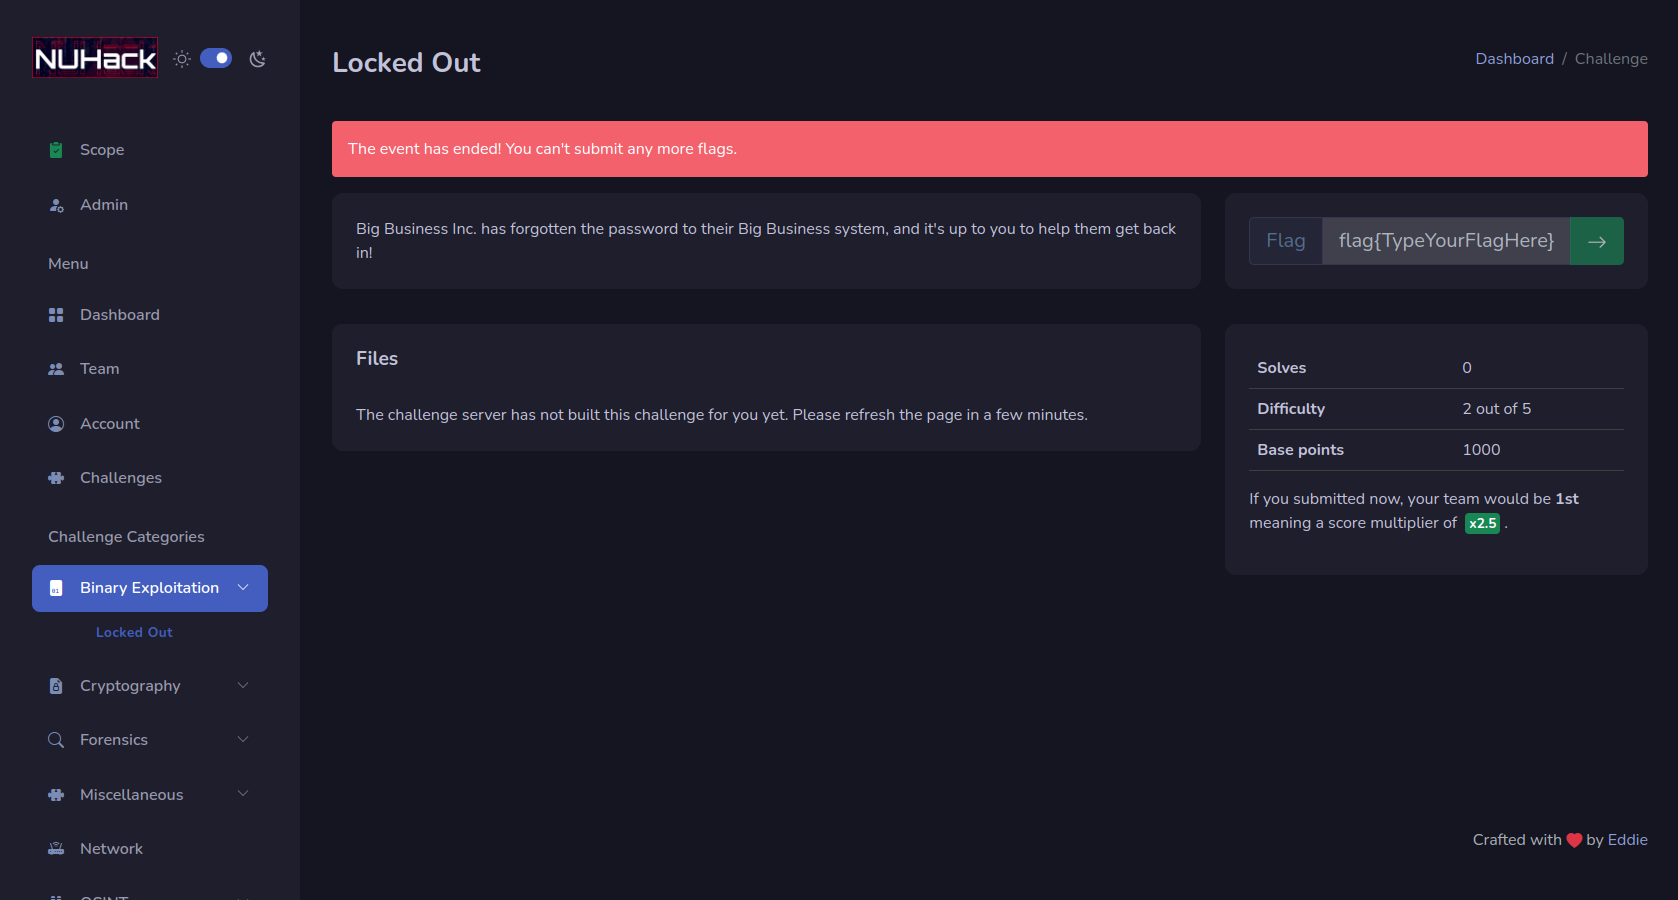 NUHack
Scope
Admin
Menu
Dashboard
Team
Account
Challenges
Challenge Categories
Binary Exploitation
Locked Out
Cryptography
Forensics
Miscellaneous
Network
OSINT
Locked Out
Dashboard / Challenge
The event has ended! You can't submit any more flags.
Big Business Inc. has forgotten the password to their Big Business system, and it's up to you to help them get back
in!
Flag flag{TypeYourFlagHere}
Files
The challenge server has not built this challenge for you yet. Please refresh the page in a few minutes.
Solves 0
Difficulty 2 out of 5
Base points 1000
If you submitted now, your team would be 1st
meaning a score multiplier of x2.5 .
Crafted with ❤ by Eddie